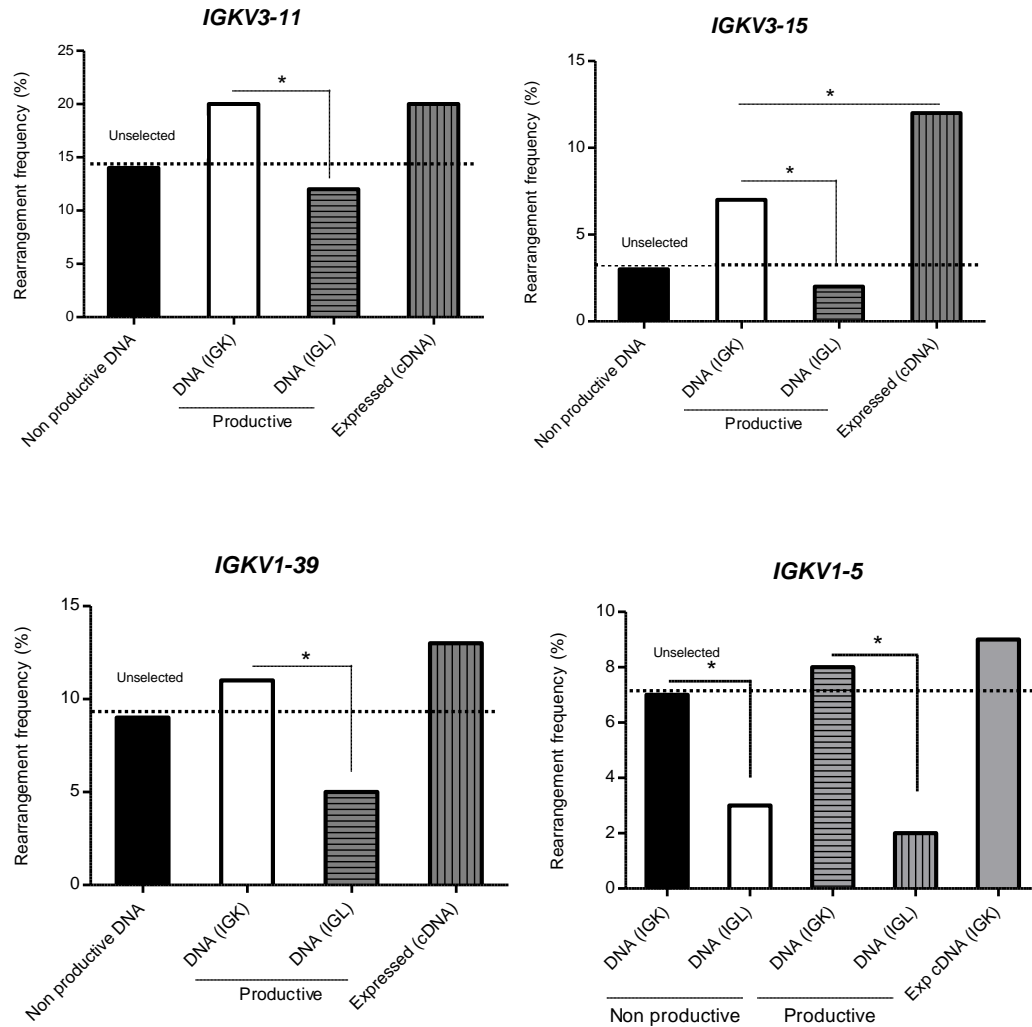 IGKV3-11
Rearrangement frequency (%)
25
20
15
10
5
0
Unselected
*
Non productive DNA
DNA (IGK)
DNA (IGL)
Expressed (cDNA)
Productive
IGKV3-15
Rearrangement frequency (%)
15
10
5
0
Unselected
*
*
Non productive DNA
DNA (IGK)
DNA (IGL)
Expressed (cDNA)
Productive
IGKV1-39
Rearrangement frequency (%)
15
10
5
0
Unselected
*
Non productive DNA
DNA (IGK)
DNA (IGL)
Expressed (cDNA)
Productive
IGKV1-5
Rearrangement frequency (%)
10
8
6
4
2
0
Unselected
*
*
DNA (IGK)
DNA (IGL)
DNA (IGK)
DNA (IGL)
Exp cDNA (IGK)
Non productive
Productive